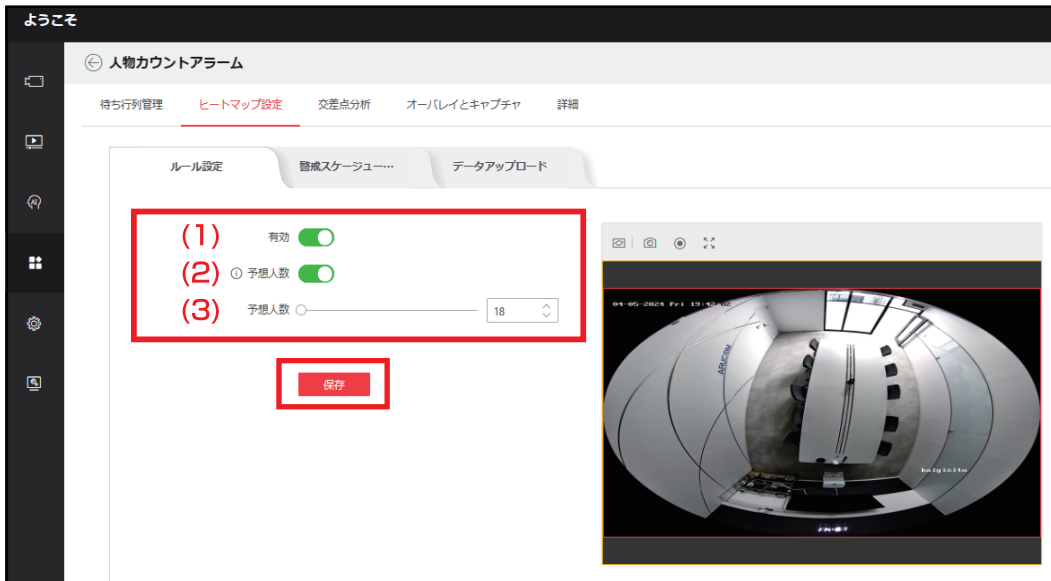 ようこそ
人物カウントアラーム
待ち行列管理 ヒートマップ設定 交差点分析 オーバレイとキャプチャ 詳細
ルール設定 警戒スケージュー… データアップロード
(1) 有効
(2) 予想人数
(3) 予想人数 18
保存
ARUCOM
kaigisitu